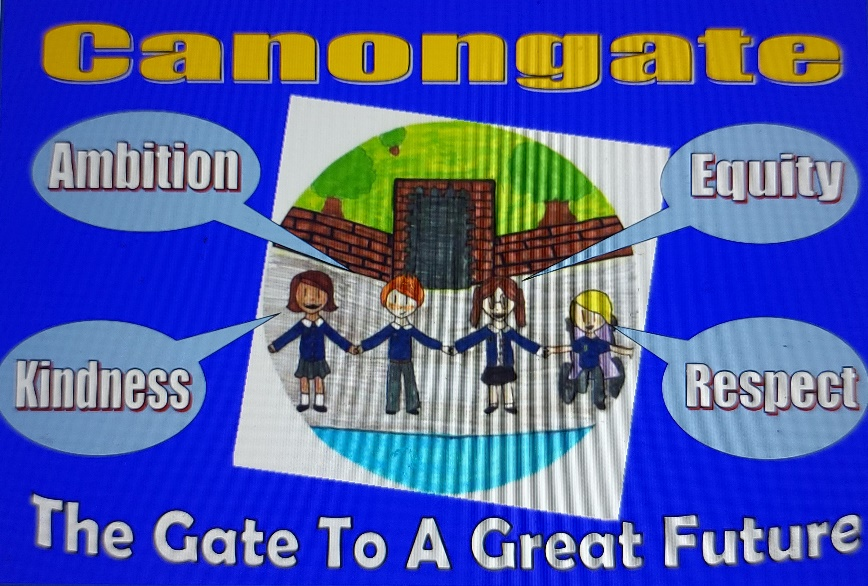 Canongate
Ambition
Equity
Kindness
Respect
The Gate To A Great Future